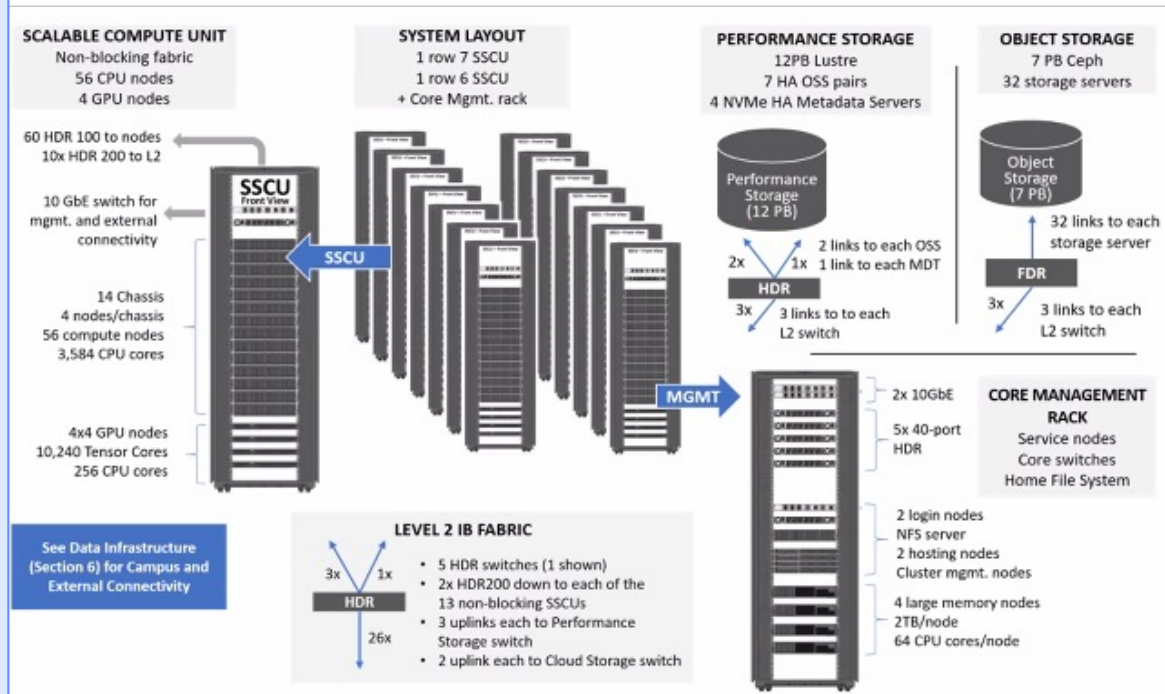 SCALABLE COMPUTE UNIT
Non-blocking fabric
56 CPU nodes
4 GPU nodes
60 HDR 100 to nodes
10x HDR 200 to L2
10 GbE switch for
mgmt. and external
connectivity
14 Chassis
4 nodes/chassis
56 compute nodes
3,584 CPU cores
4x4 GPU nodes
10,240 Tensor Cores
256 CPU cores
SSCU
Front View
See Data Infrastructure
(Section 6) for Campus and
External Connectivity
SYSTEM LAYOUT
1 row 7 SSCU
1 row 6 SSCU
+ Core Mgmt. rack
SSCU
MGMT
LEVEL 2 IB FABRIC
3x
1x
HDR
26x
• 5 HDR switches (1 shown)
• 2x HDR200 down to each of the
13 non-blocking SSCUs
• 3 uplinks each to Performance
Storage switch
• 2 uplink each to Cloud Storage switch
PERFORMANCE STORAGE
12PB Lustre
7 HA OSS pairs
4 NVMe HA Metadata Servers
Performance
Storage
(12 PB)
2x
1x
2 links to each OSS
1 link to each MDT
HDR
3x
3 links to to each
L2 switch
OBJECT STORAGE
7 PB Ceph
32 storage servers
Object
Storage
(7 PB)
32 links to each
storage server
FDR
3x
3 links to each
L2 switch
2x 10GbE
5x 40-port
HDR
2 login nodes
NFS server
2 hosting nodes
Cluster mgmt. nodes
4 large memory nodes
2TB/node
64 CPU cores/node
CORE MANAGEMENT
RACK
Service nodes
Core switches
Home File System